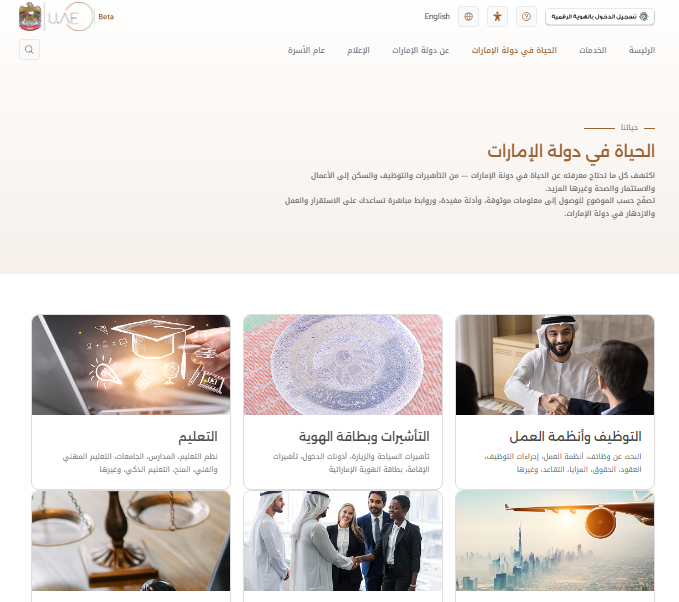 تسجيل الدخول بالهوية الرقمية
English
UAE
Beta
الرئيسة
الخدمات
الحياة في دولة الإمارات
عن دولة الإمارات
الإعلام
عام الأسرة
حياتنا
الحياة في دولة الإمارات
اكتشف كل ما تحتاج معرفته عن الحياة في دولة الإمارات — من التأشيرات والتوظيف والسكن إلى الأعمال
والاستثمار والصحة وغيرها المزيد.
تصفّح حسب الموضوع للوصول إلى معلومات موثوقة، وأدلة مفيدة، وروابط مباشرة تساعدك على الاستقرار والعمل
والازدهار في دولة الإمارات.
التوظيف وأنظمة العمل
البحث عن وظائف، أنظمة العمل، إجراءات التوظيف،
العقود، الحقوق، المزايا، التقاعد، وغيرها
التأشيرات وبطاقة الهوية
تأشيرات السياحة والزيارة، أذونات الدخول، تأشيرات
الإقامة، بطاقة الهوية الإماراتية
التعليم
نظم التعليم، المدارس، الجامعات، التعليم المهني
والفني، المنح، التعليم الذكي، وغيرها